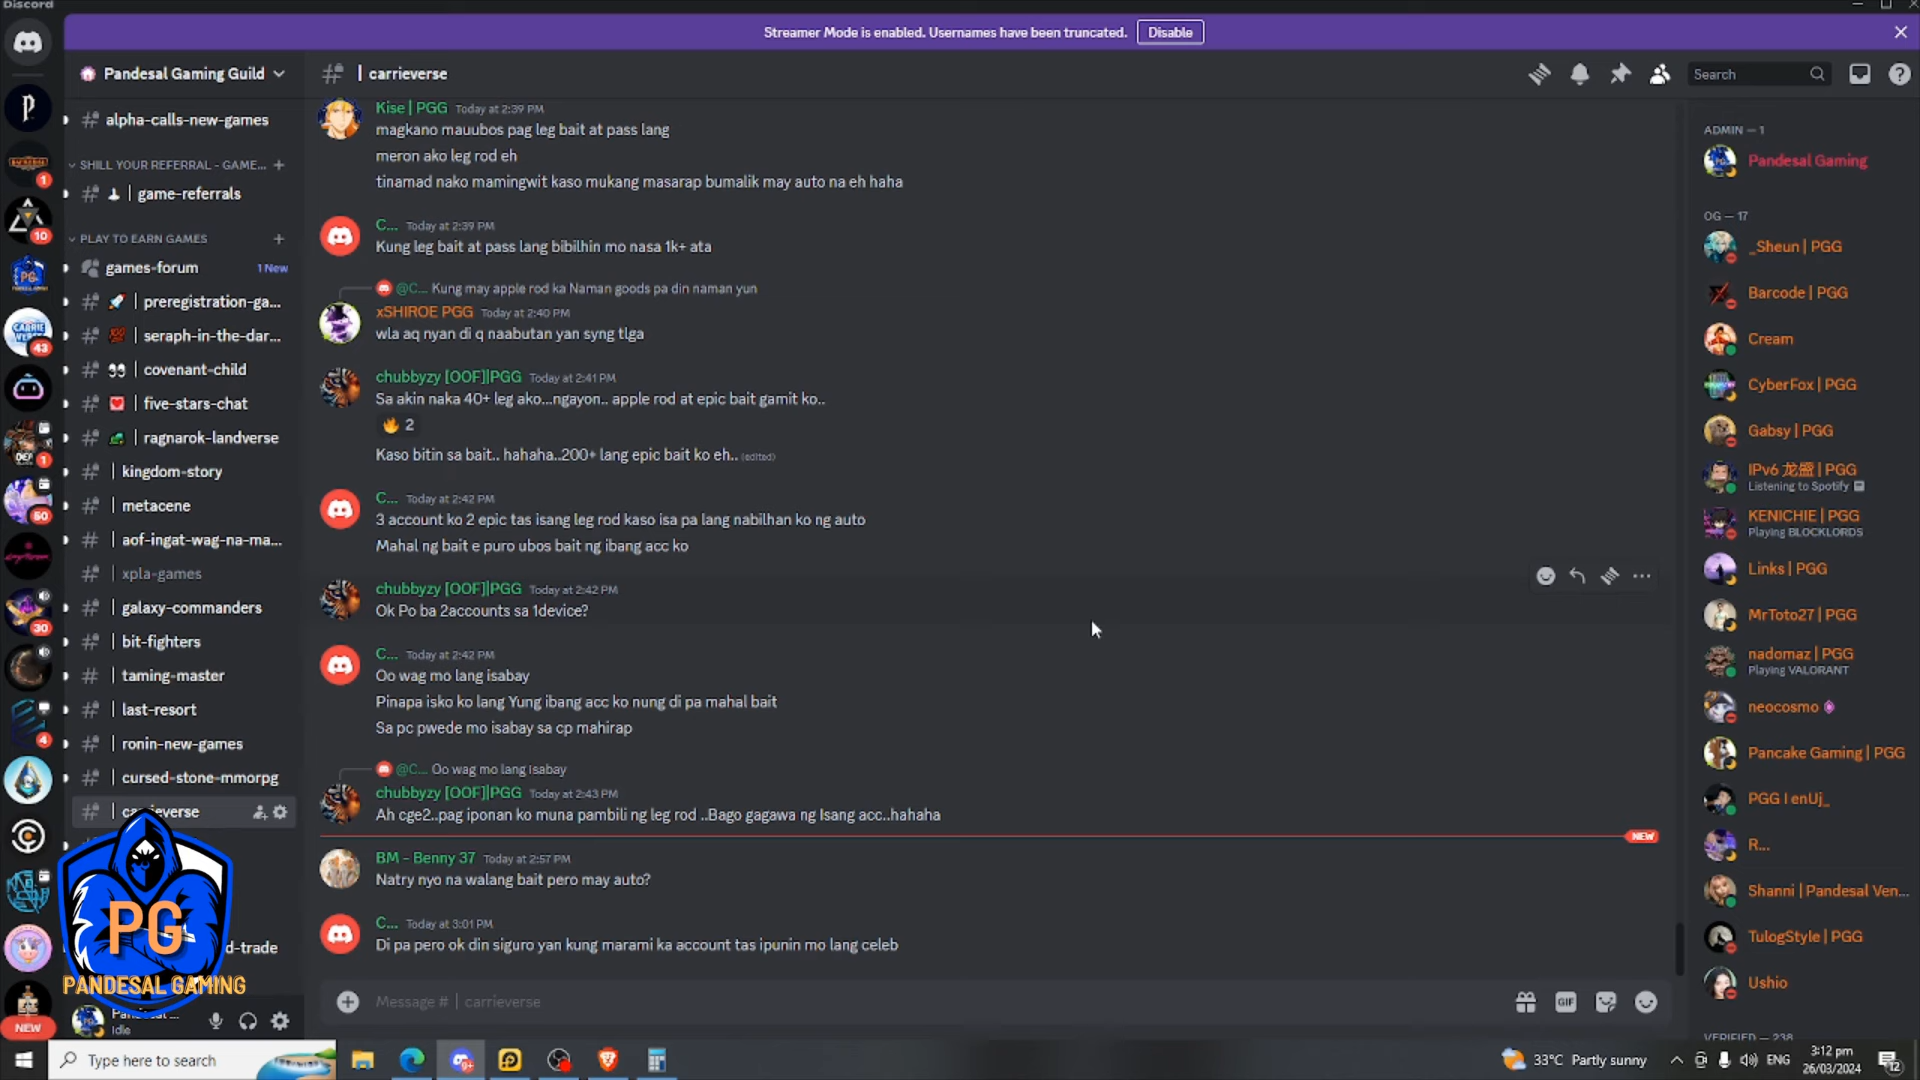 Discord
Streamer Mode is enabled. Usernames have been truncated.
Disable
Pandesal Gaming Guild
carrieverse
Search
alpha-calls-new-games
SHILL YOUR REFERRAL - GAME...
game-referrals
PLAY TO EARN GAMES
games-forum
1 New
preregistration-ga...
seraph-in-the-dar...
covenant-child
five-stars-chat
ragnarok-landverse
kingdom-story
metacene
aof-ingat-wag-na-ma...
xpla-games
galaxy-commanders
bit-fighters
taming-master
last-resort
ronin-new-games
cursed-stone-mmorpg
carrieverse
d-trade
PG
PANDESAL GAMING
Idle
1
10
43
1
50
30
4
NEW
Kise | PGG Today at 2:39 PM
magkano mauubos pag leg bait at pass lang
meron ako leg rod eh
tinamad nako mamingwit kaso mukang masarap bumalik may auto na eh haha
C... Today at 2:39 PM
Kung leg bait at pass lang bibilhin mo nasa 1k+ ata
@C... Kung may apple rod ka Naman goods pa din naman yun
xSHIROE PGG Today at 2:40 PM
wla aq nyan di q naabutan yan syng tlga
chubbyzy [OOF]|PGG Today at 2:41 PM
Sa akin naka 40+ leg ako...ngayon.. apple rod at epic bait gamit ko..
2
Kaso bitin sa bait.. hahaha..200+ lang epic bait ko eh.. (edited)
C... Today at 2:42 PM
3 account ko 2 epic tas isang leg rod kaso isa pa lang nabilhan ko ng auto
Mahal ng bait e puro ubos bait ng ibang acc ko
chubbyzy [OOF]|PGG Today at 2:42 PM
Ok Po ba 2accounts sa 1device?
C... Today at 2:42 PM
Oo wag mo lang isabay
Pinapa isko ko lang Yung ibang acc ko nung di pa mahal bait
Sa pc pwede mo isabay sa cp mahirap
@C... Oo wag mo lang isabay
chubbyzy [OOF]|PGG Today at 2:43 PM
Ah cge2..pag iponan ko muna pambili ng leg rod ..Bago gagawa ng Isang acc..hahaha
NEW
BM - Benny 37 Today at 2:57 PM
Natry nyo na walang bait pero may auto?
C... Today at 3:01 PM
Di pa pero ok din siguro yan kung marami ka account tas ipunin mo lang celeb
Message # | carrieverse
GIF
ADMIN — 1
Pandesal Gaming
OG — 17
_Sheun | PGG
Barcode | PGG
Cream
CyberFox | PGG
Gabsy | PGG
IPv6 龙盛 | PGG
Listening to Spotify
KENICHIE | PGG
Playing BLOCKLORDS
Links | PGG
MrToto27 | PGG
nadomaz | PGG
Playing VALORANT
neocosmo
Pancake Gaming | PGG
PGG I enUj_
R...
Shanni | Pandesal Ven...
TulogStyle | PGG
Ushio
VERIFIED — 238
Type here to search
33°C Partly sunny
ENG
3:12 pm
26/03/2024
12